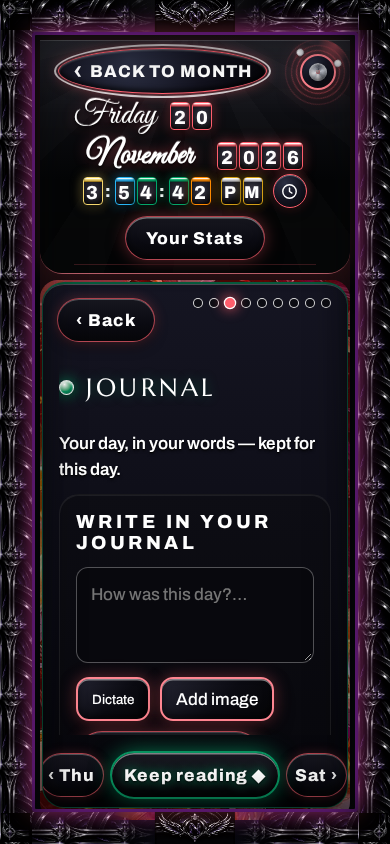 ‹ BACK TO MONTH
Friday 20
November 2026
3:54:42 PM
Your Stats
‹ Back
JOURNAL
Your day, in your words — kept for
this day.
WRITE IN YOUR
JOURNAL
How was this day?...
Dictate
Add image
‹ Thu
Keep reading ◆
Sat ›